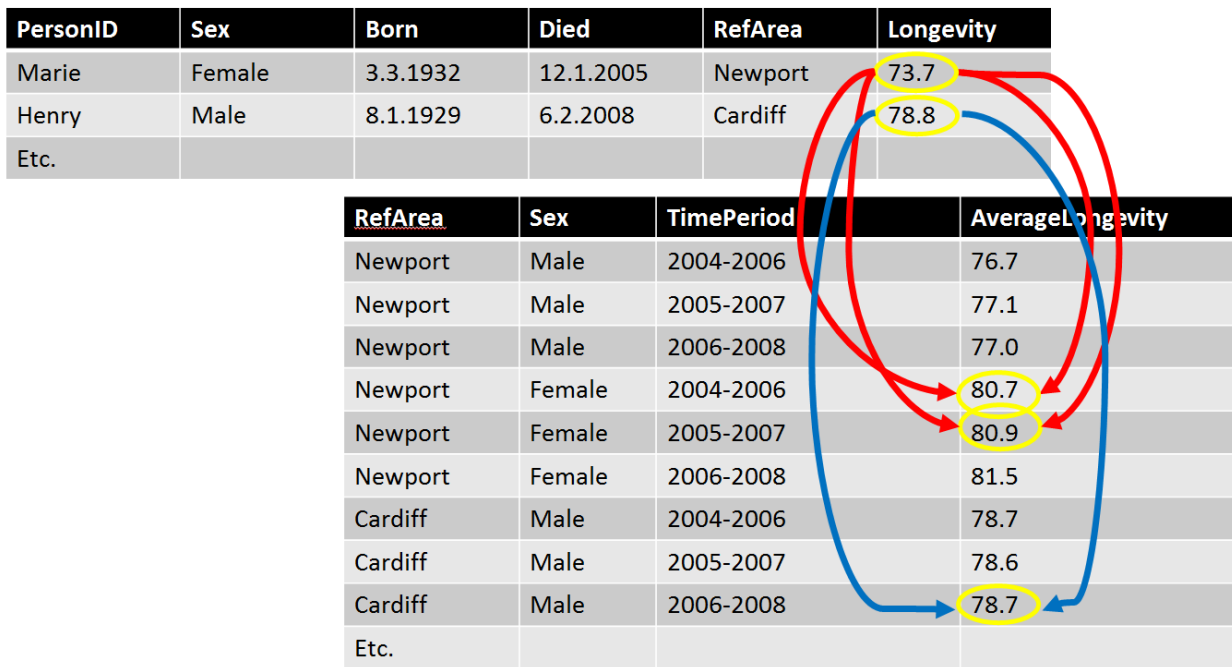 PersonID Sex Born Died RefArea Longevity
Marie Female 3.3.1932 12.1.2005 Newport 73.7
Henry Male 8.1.1929 6.2.2008 Cardiff 78.8
Etc.
RefArea Sex TimePeriod AverageLongevity
Newport Male 2004-2006 76.7
Newport Male 2005-2007 77.1
Newport Male 2006-2008 77.0
Newport Female 2004-2006 80.7
Newport Female 2005-2007 80.9
Newport Female 2006-2008 81.5
Cardiff Male 2004-2006 78.7
Cardiff Male 2005-2007 78.6
Cardiff Male 2006-2008 78.7
Etc.